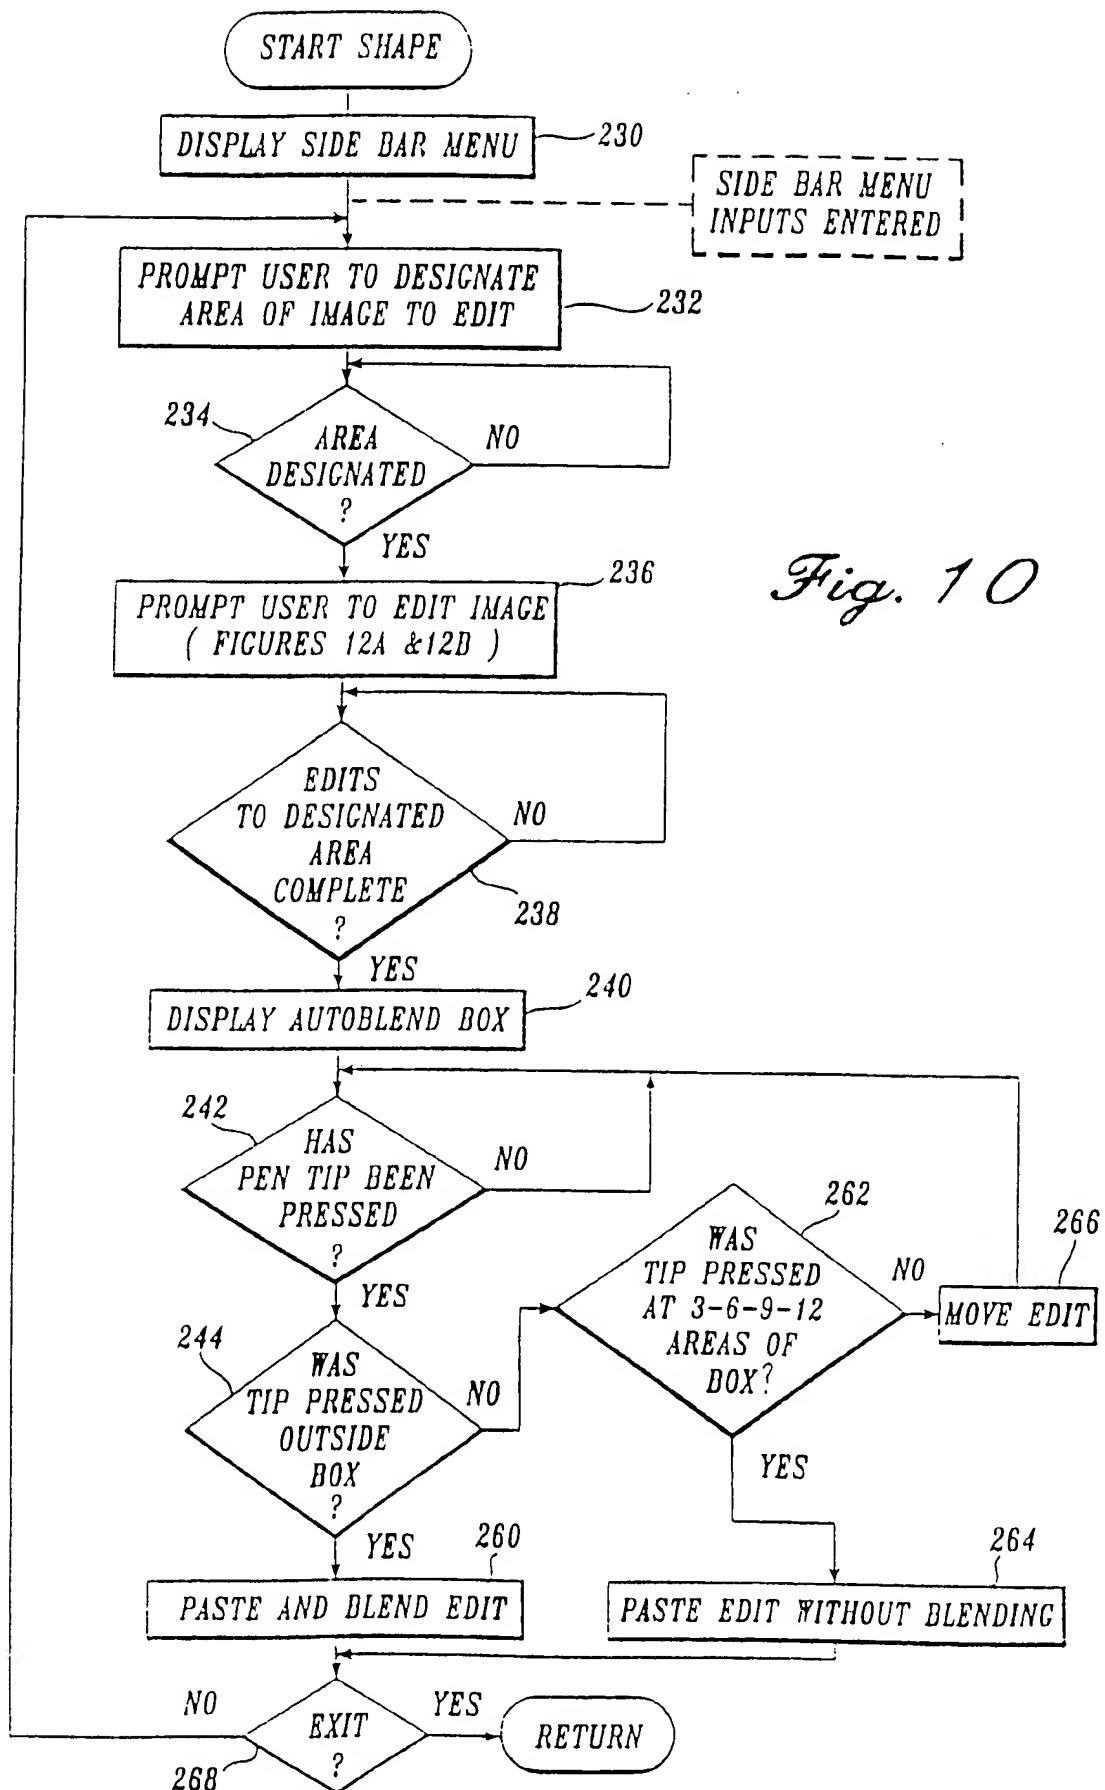 START SHAPE
DISPLAY SIDE BAR MENU
230
SIDE BAR MENU
INPUTS ENTERED
PROMPT USER TO DESIGNATE
AREA OF IMAGE TO EDIT
232
234
AREA
DESIGNATED
?
NO
YES
Fig. 10
236
PROMPT USER TO EDIT IMAGE
( FIGURES 12A &12B )
EDITS
TO DESIGNATED
AREA
COMPLETE
?
NO
238
YES
240
DISPLAY AUTOBLEND BOX
242
HAS
PEN TIP BEEN
PRESSED
?
NO
YES
262
WAS
TIP PRESSED
AT 3-6-9-12
AREAS OF
BOX?
NO
266
MOVE EDIT
244
WAS
TIP PRESSED
OUTSIDE
BOX
?
NO
YES
YES
260
PASTE AND BLEND EDIT
264
PASTE EDIT WITHOUT BLENDING
NO
EXIT
?
YES
RETURN
268